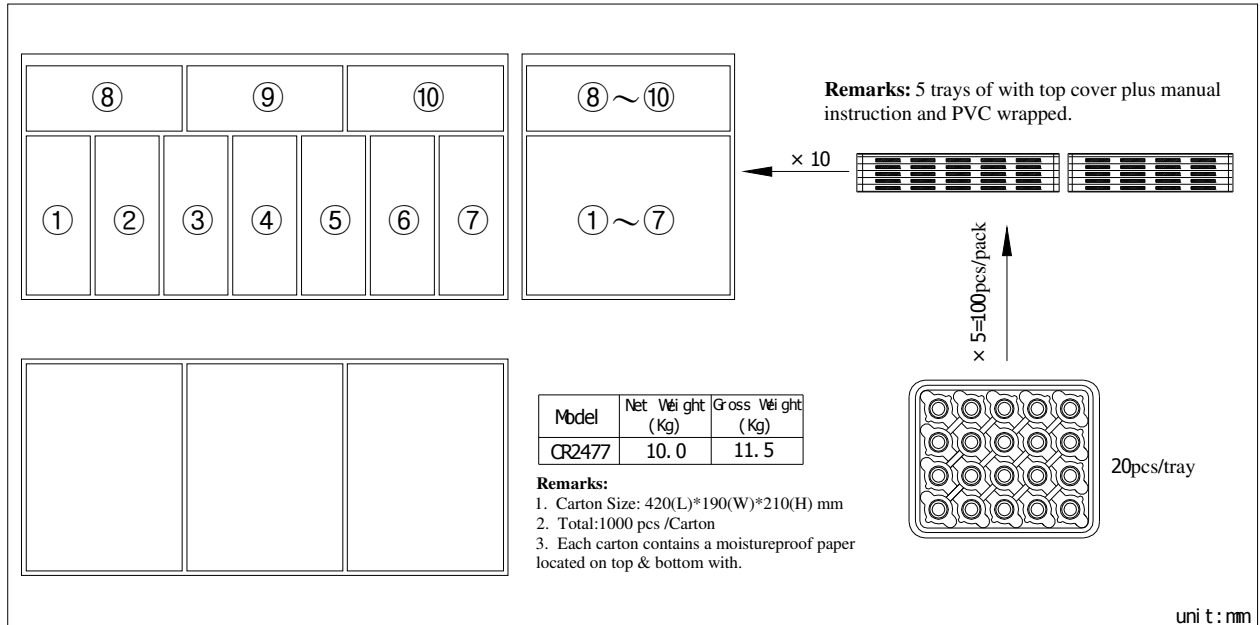 ⑧ ⑨ ⑩
① ② ③ ④ ⑤ ⑥ ⑦
⑧～⑩
①～⑦
Remarks: 5 trays of with top cover plus manual
instruction and PVC wrapped.
× 10
× 5=100pcs/pack
20pcs/tray
Model Net Weight (Kg) Gross Weight (Kg)
CR2477 10.0 11.5
Remarks:
1. Carton Size: 420(L)*190(W)*210(H) mm
2. Total:1000 pcs /Carton
3. Each carton contains a moistureproof paper
located on top & bottom with.
unit:mm